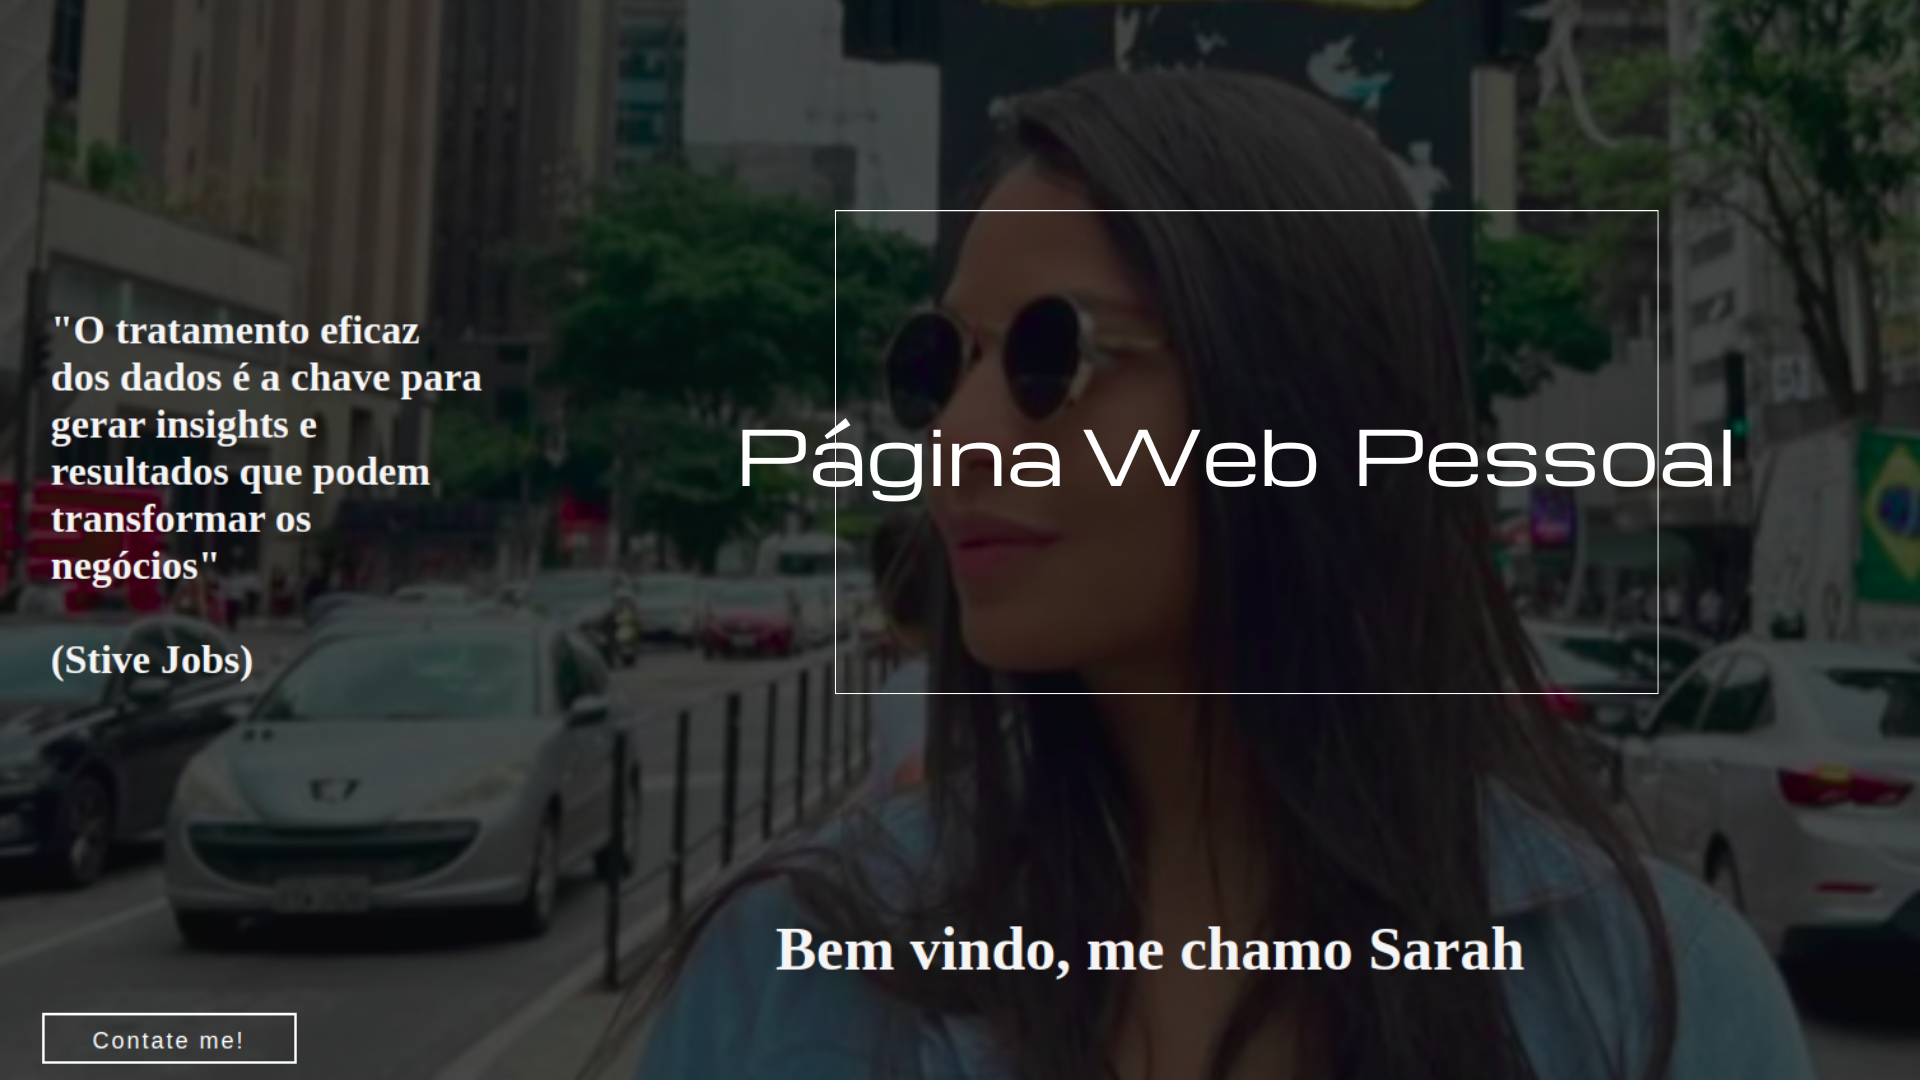 "O tratamento eficaz
dos dados é a chave para
gerar insights e
resultados que podem
transformar os
negócios"
(Stive Jobs)
Página Web Pessoal
Bem vindo, me chamo Sarah
Contate me!